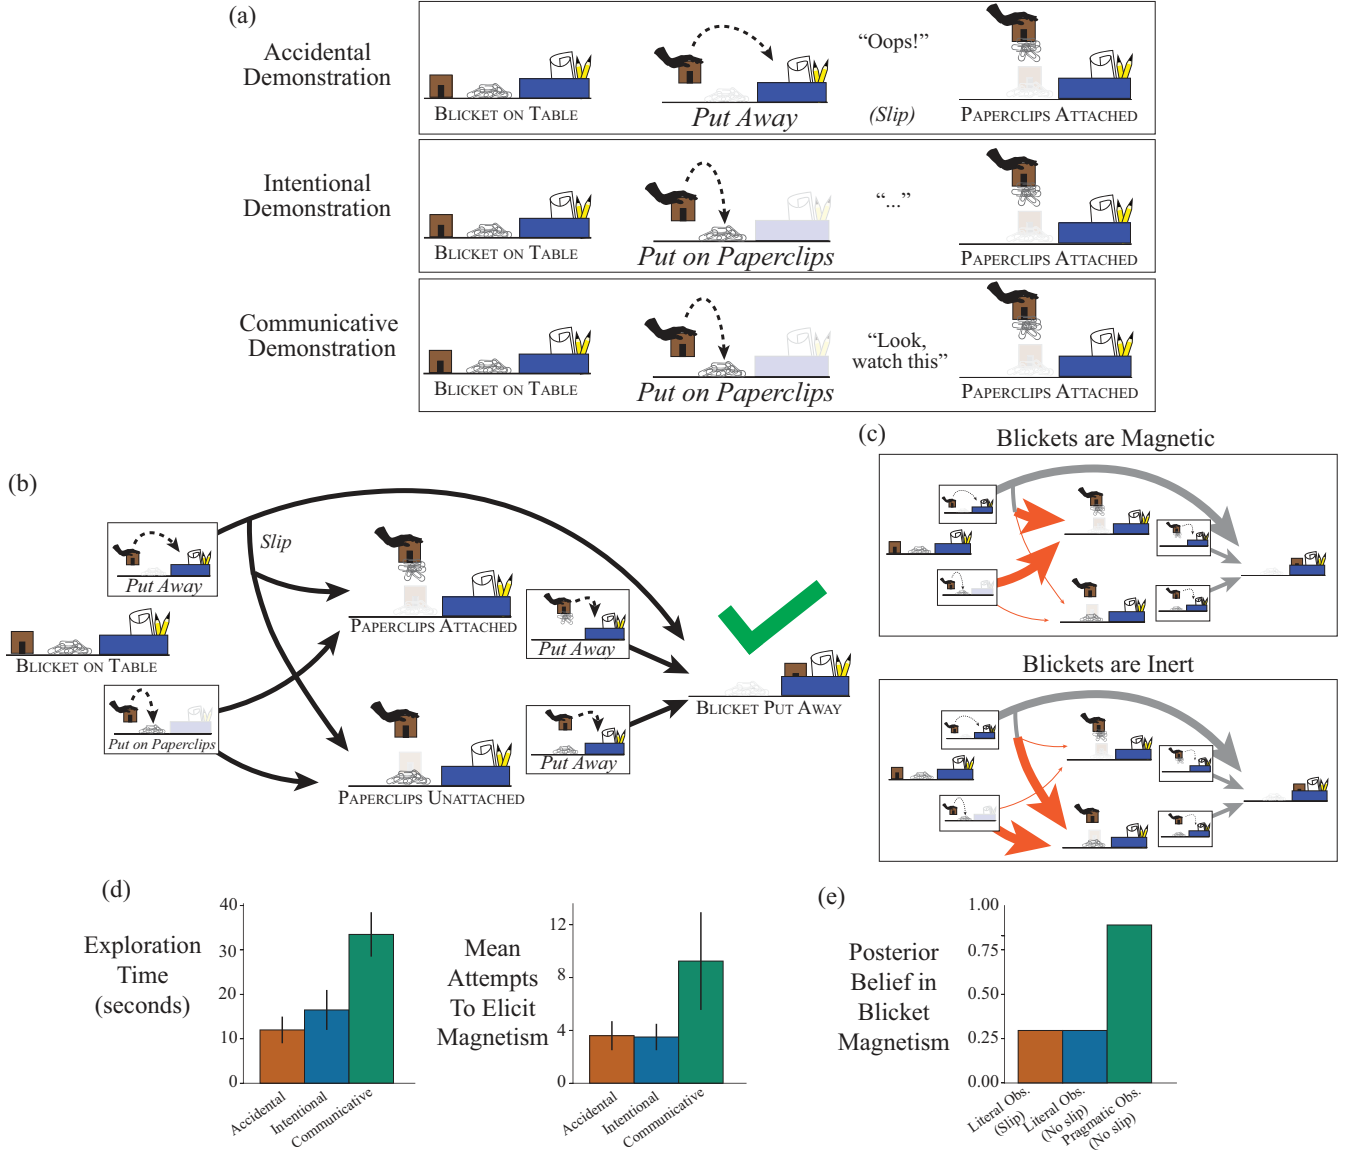 (a)
Accidental
Demonstration
BLICKET ON TABLE
Put Away
“Oops!”
(Slip)
PAPERCLIPS ATTACHED
Intentional
Demonstration
BLICKET ON TABLE
Put on Paperclips
“...”
PAPERCLIPS ATTACHED
Communicative
Demonstration
BLICKET ON TABLE
Put on Paperclips
“Look,
watch this”
PAPERCLIPS ATTACHED
(b)
Put Away
Slip
BLICKET ON TABLE
Put on Paperclips
PAPERCLIPS ATTACHED
PAPERCLIPS UNATTACHED
Put Away
Put Away
BLICKET PUT AWAY
(c)
Blickets are Magnetic
Blickets are Inert
(d)
Exploration
Time
(seconds)
40
30
20
10
0
Accidental
Intentional
Communicative
Mean
Attempts
To Elicit
Magnetism
12
8
4
0
Accidental
Intentional
Communicative
(e)
Posterior
Belief in
Blicket
Magnetism
1.00
0.75
0.50
0.25
0.00
Literal Obs.
(Slip)
Literal Obs.
(No slip)
Pragmatic Obs.
(No slip)